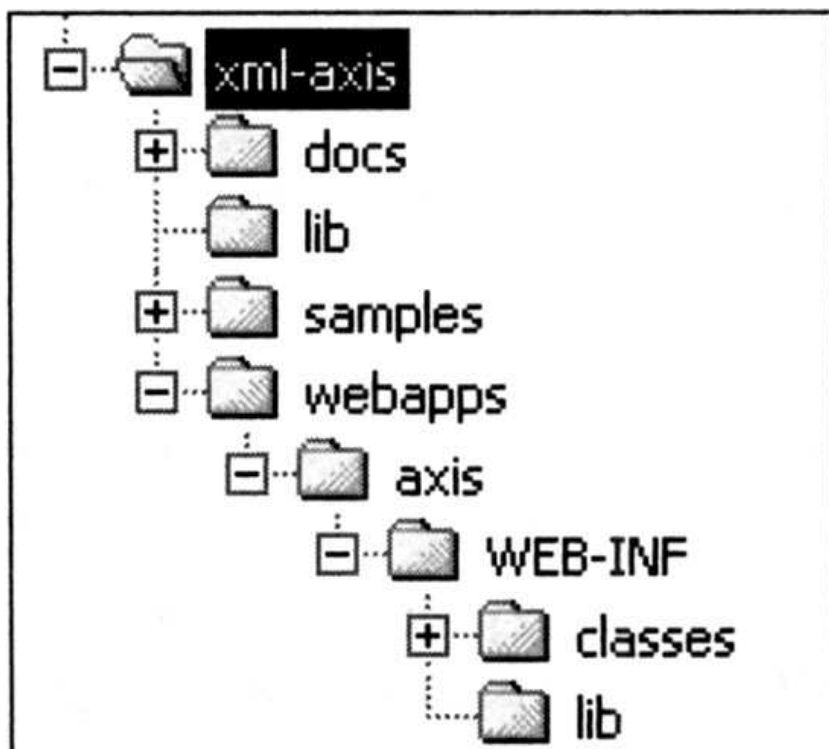 xml-axis
docs
lib
samples
webapps
axis
WEB-INF
classes
lib